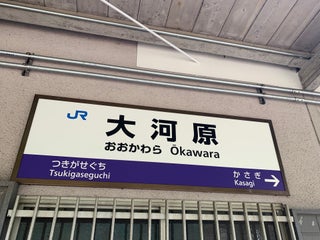 JR
大河原
おおかわら Ōkawara
つきがせぐち
Tsukigaseguchi
かさぎ
Kasagi
→